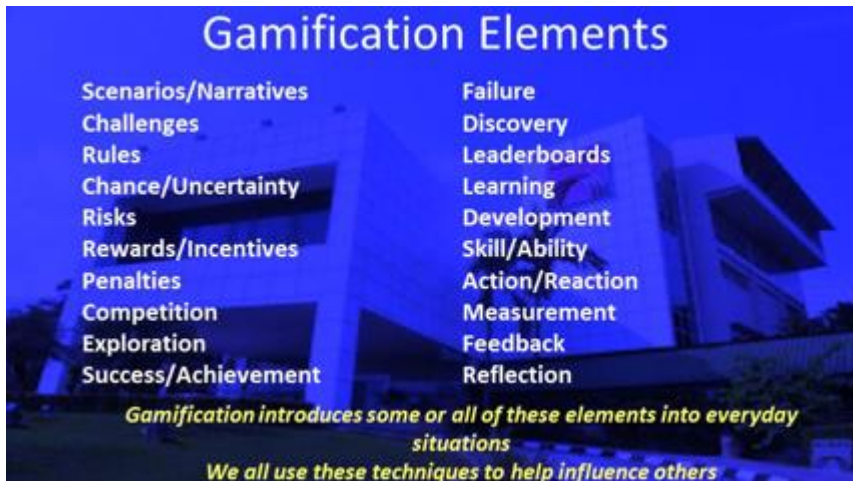 Gamification Elements
Scenarios/Narratives
Challenges
Rules
Chance/Uncertainty
Risks
Rewards/Incentives
Penalties
Competition
Exploration
Success/Achievement
Failure
Discovery
Leaderboards
Learning
Development
Skill/Ability
Action/Reaction
Measurement
Feedback
Reflection
Gamification introduces some or all of these elements into everyday
situations
We all use these techniques to help influence others